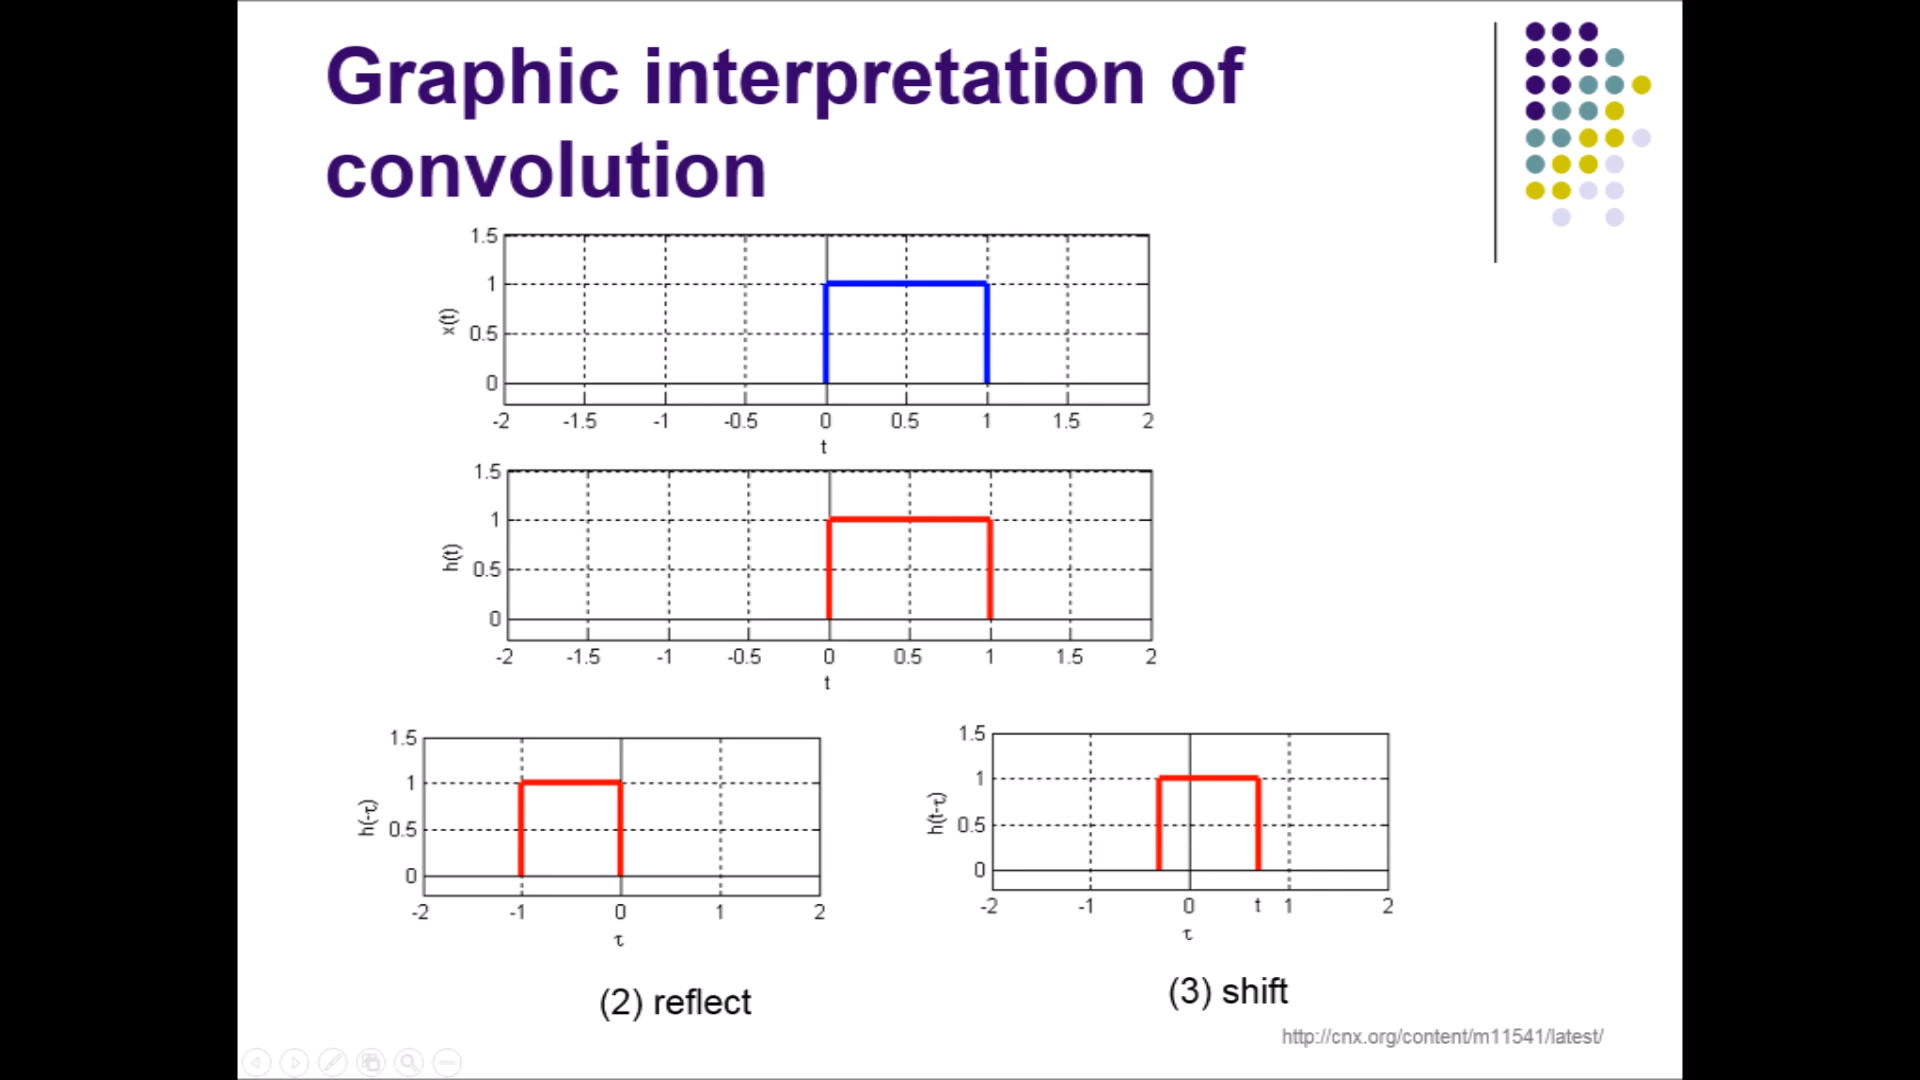 Graphic interpretation of
convolution
1.5
1
0.5
0
x(t)
-2 -1.5 -1 -0.5 0 0.5 1 1.5 2
t
1.5
1
0.5
0
h(t)
-2 -1.5 -1 -0.5 0 0.5 1 1.5 2
t
1.5
1
0.5
0
h(-τ)
-2 -1 0 1 2
τ
(2) reflect
1.5
1
0.5
0
h(t-τ)
-2 -1 0 t 1 2
τ
(3) shift
http://cnx.org/content/m11541/latest/